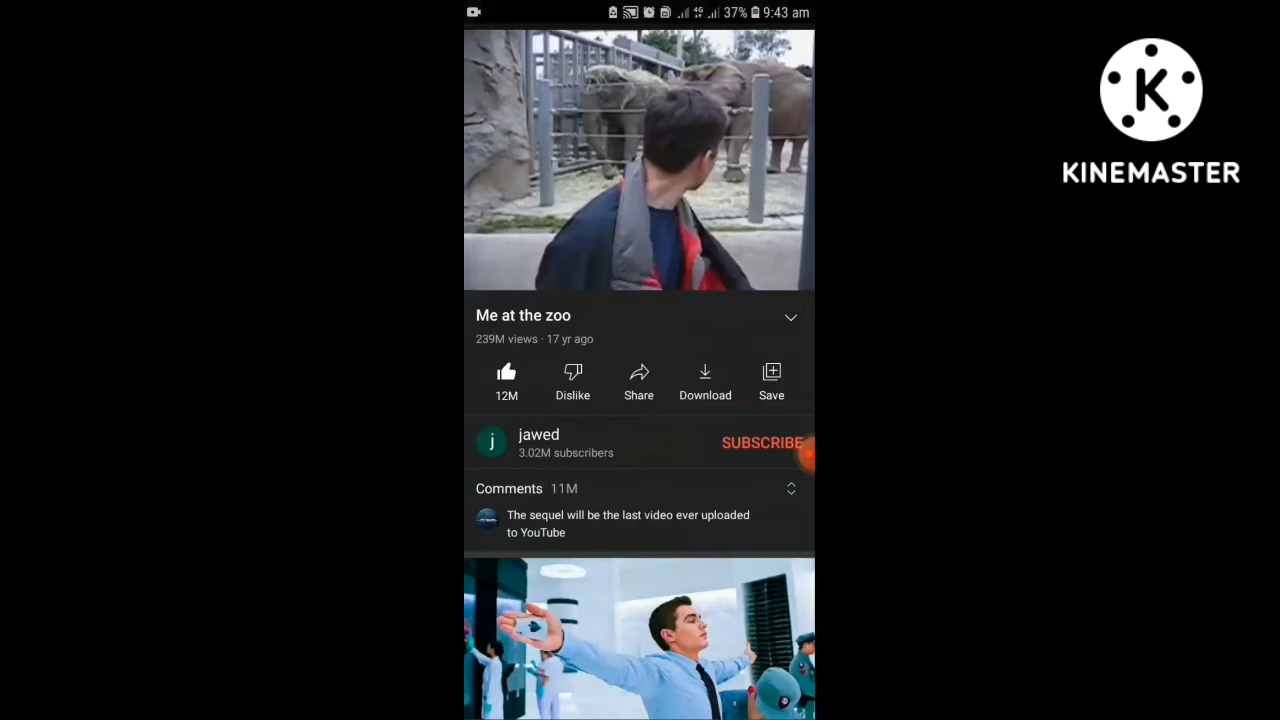 4G 37% 9:43 am
K
KINEMASTER
Me at the zoo
239M views · 17 yr ago
12M Dislike Share Download Save
j jawed
3.02M subscribers
SUBSCRIBE
Comments 11M
The sequel will be the last video ever uploaded
to YouTube